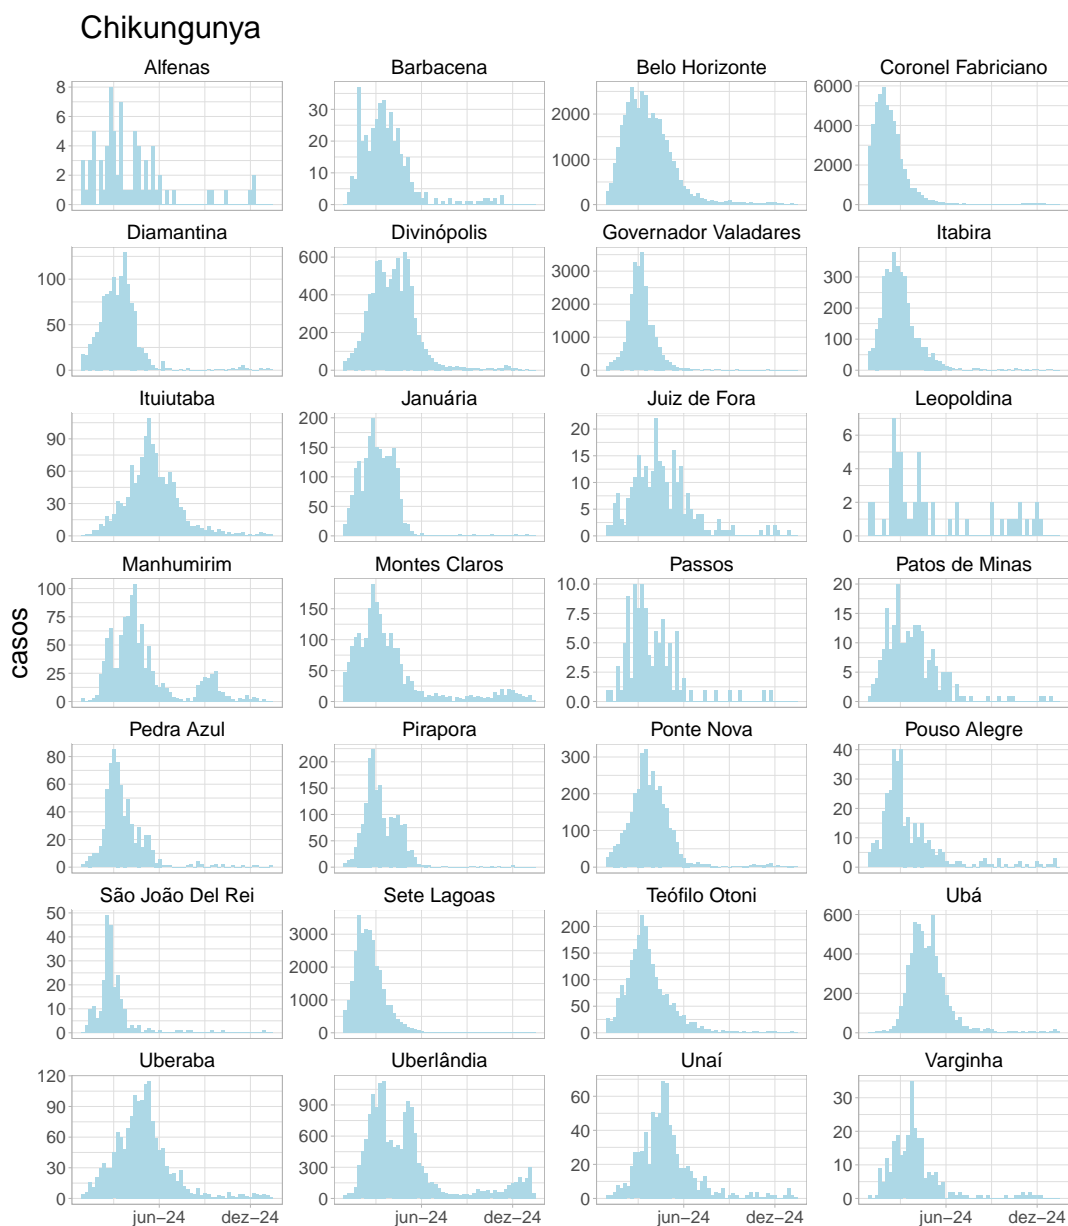 Chikungunya
Alfenas Barbacena Belo Horizonte Coronel Fabriciano
8 6 4 2 0
30 20 10 0
2000 1000 0
6000 4000 2000 0
Diamantina Divinópolis Governador Valadares Itabira
100 50 0
600 400 200 0
3000 2000 1000 0
300 200 100 0
Ituiutaba Januária Juiz de Fora Leopoldina
90 60 30 0
200 150 100 50 0
20 15 10 5 0
6 4 2 0
casos
Manhumirim Montes Claros Passos Patos de Minas
100 75 50 25 0
150 100 50 0
10.0 7.5 5.0 2.5 0.0
20 15 10 5 0
Pedra Azul Pirapora Ponte Nova Pouso Alegre
80 60 40 20 0
200 150 100 50 0
300 200 100 0
40 30 20 10 0
São João Del Rei Sete Lagoas Teófilo Otoni Ubá
50 40 30 20 10 0
3000 2000 1000 0
200 150 100 50 0
600 400 200 0
Uberaba Uberlândia Unaí Varginha
120 90 60 30 0
900 600 300 0
60 40 20 0
30 20 10 0
jun–24 dez–24 jun–24 dez–24 jun–24 dez–24 jun–24 dez–24